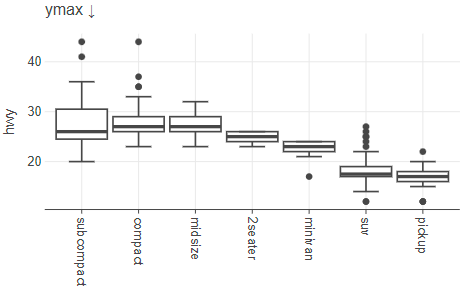 ymax ↓
hwy
40
30
20
subcompact
compact
midsize
2seater
minivan
suv
pickup